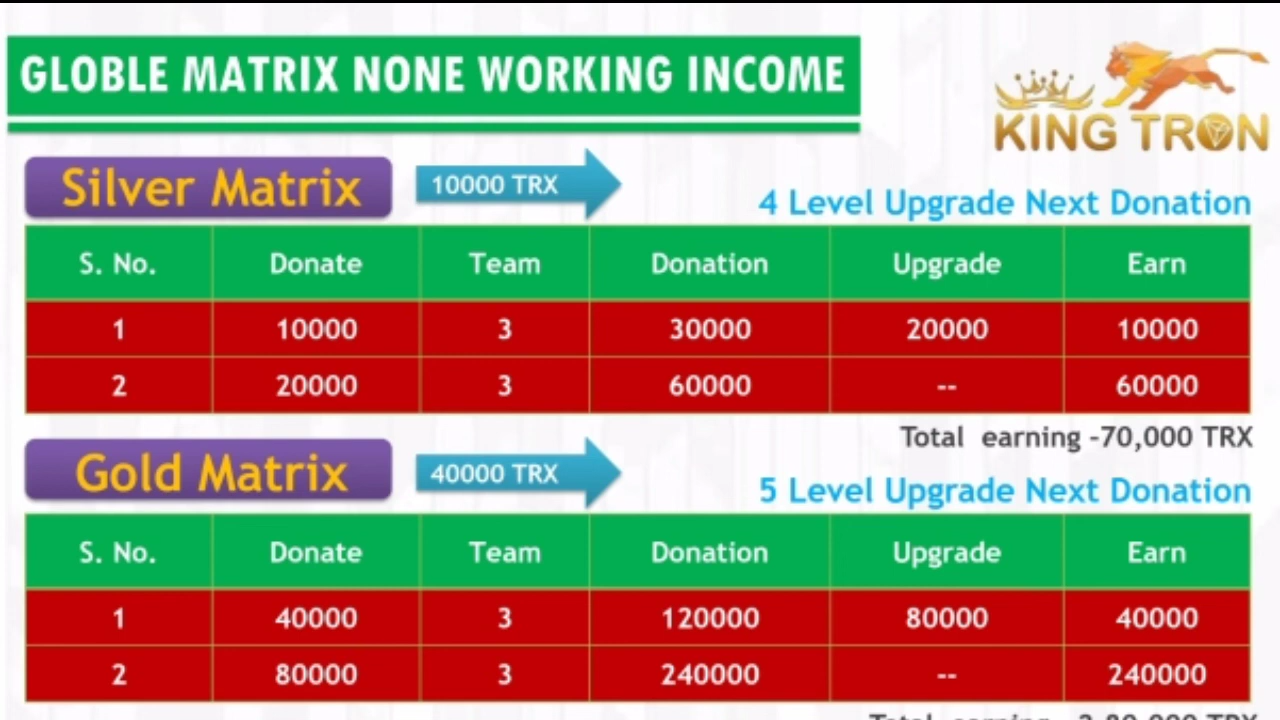 GLOBLE MATRIX NONE WORKING INCOME
KING TRON
Silver Matrix
10000 TRX
4 Level Upgrade Next Donation
S. No. Donate Team Donation Upgrade Earn
1 10000 3 30000 20000 10000
2 20000 3 60000 -- 60000
Total earning -70,000 TRX
Gold Matrix
40000 TRX
5 Level Upgrade Next Donation
S. No. Donate Team Donation Upgrade Earn
1 40000 3 120000 80000 40000
2 80000 3 240000 -- 240000
Total earning